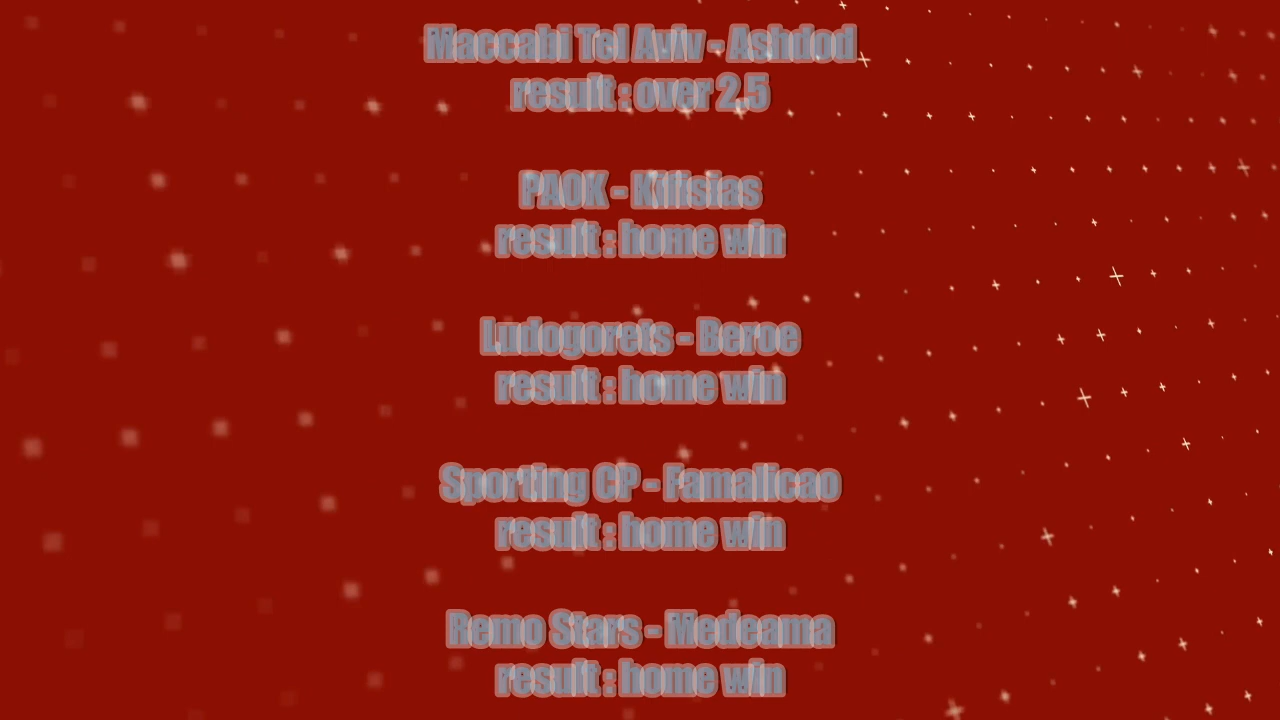 Maccabi Tel Aviv - Ashdod
result : over 2,5
PAOK - Kifisias
result : home win
Ludogorets - Beroe
result : home win
Sporting CP - Famalicao
result : home win
Remo Stars - Medeama
result : home win